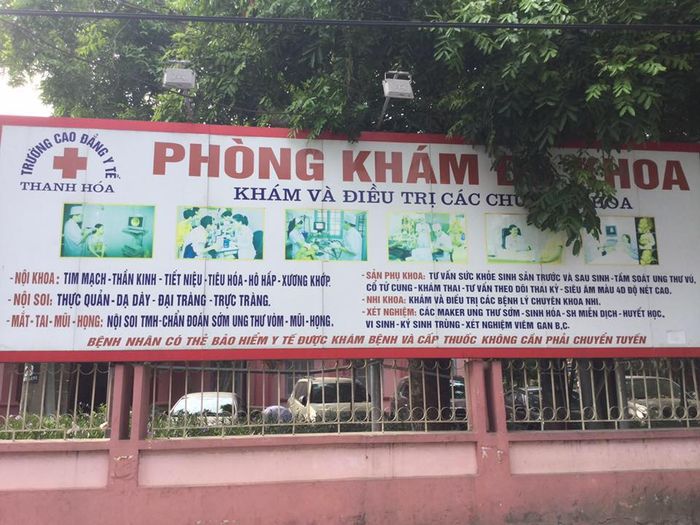 TRƯỜNG CAO ĐẲNG Y TẾ
THANH HÓA
PHÒNG KHÁM Đ KHOA
KHÁM VÀ ĐIỀU TRỊ CÁC CHU KHOA
- NỘI KHOA: TIM MẠCH - THẦN KINH - TIẾT NIỆU - TIÊU HÓA - HÔ HẤP - XƯƠNG KHỚP.
- NỘI SOI: THỰC QUẢN - DẠ DÀY - ĐẠI TRÀNG - TRỰC TRÀNG.
- MẮT - TAI - MŨI - HỌNG: NỘI SOI TMH - CHẨN ĐOÁN SỚM UNG THƯ VÒM - MŨI - HỌNG.
- SẢN PHỤ KHOA: TƯ VẤN SỨC KHỎE SINH SẢN TRƯỚC VÀ SAU SINH - TẦM SOÁT UNG THƯ VÚ,
CỔ TỬ CUNG - KHÁM THAI - TƯ VẤN THEO DÕI THAI KỲ - SIÊU ÂM MÀU 4D ĐỘ NÉT CAO.
- NHI KHOA: KHÁM VÀ ĐIỀU TRỊ CÁC BỆNH LÝ CHUYÊN KHOA NHI.
- XÉT NGHIỆM: CÁC MAKER UNG THƯ SỚM - SINH HÓA - SH MIỄN DỊCH - HUYẾT HỌC,
VI SINH - KÝ SINH TRÙNG - XÉT NGHIỆM VIÊM GAN B,C.
BỆNH NHÂN CÓ THẺ BẢO HIỂM Y TẾ ĐƯỢC KHÁM BỆNH VÀ CẤP THUỐC KHÔNG CẦN PHẢI CHUYỂN TUYẾN